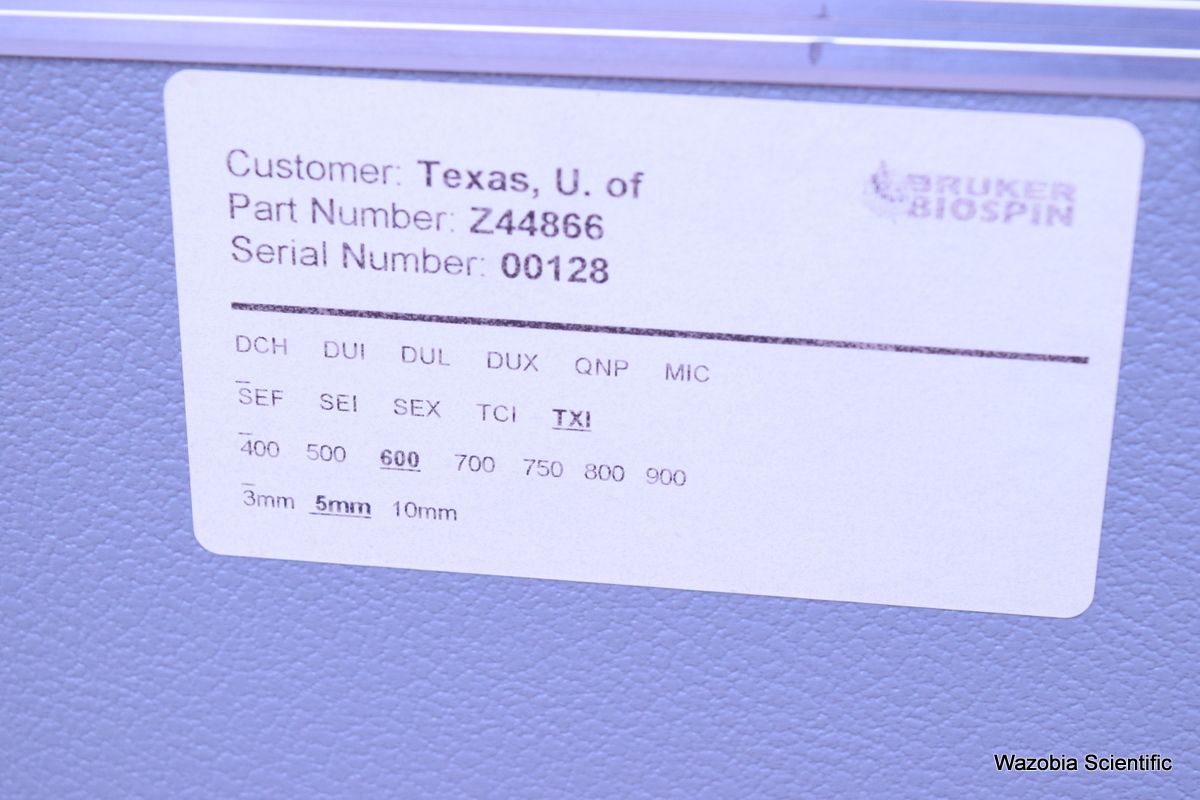 Customer: Texas, U. of
Part Number: Z44866
Serial Number: 00128
BRUKER
BIOSPIN
DCH DUI DUL DUX QNP MIC
SEF SEI SEX TCI TXI
400 500 600 700 750 800 900
3mm 5mm 10mm
Wazobia Scientific